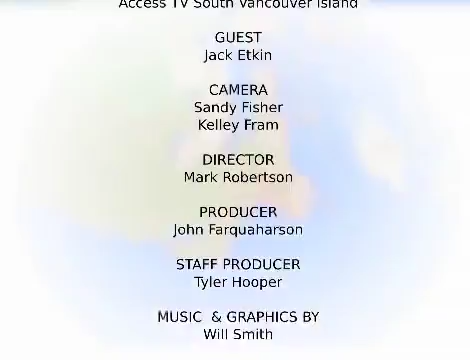 Access TV South Vancouver Island
GUEST
Jack Etkin
CAMERA
Sandy Fisher
Kelley Fram
DIRECTOR
Mark Robertson
PRODUCER
John Farquaharson
STAFF PRODUCER
Tyler Hooper
MUSIC & GRAPHICS BY
Will Smith